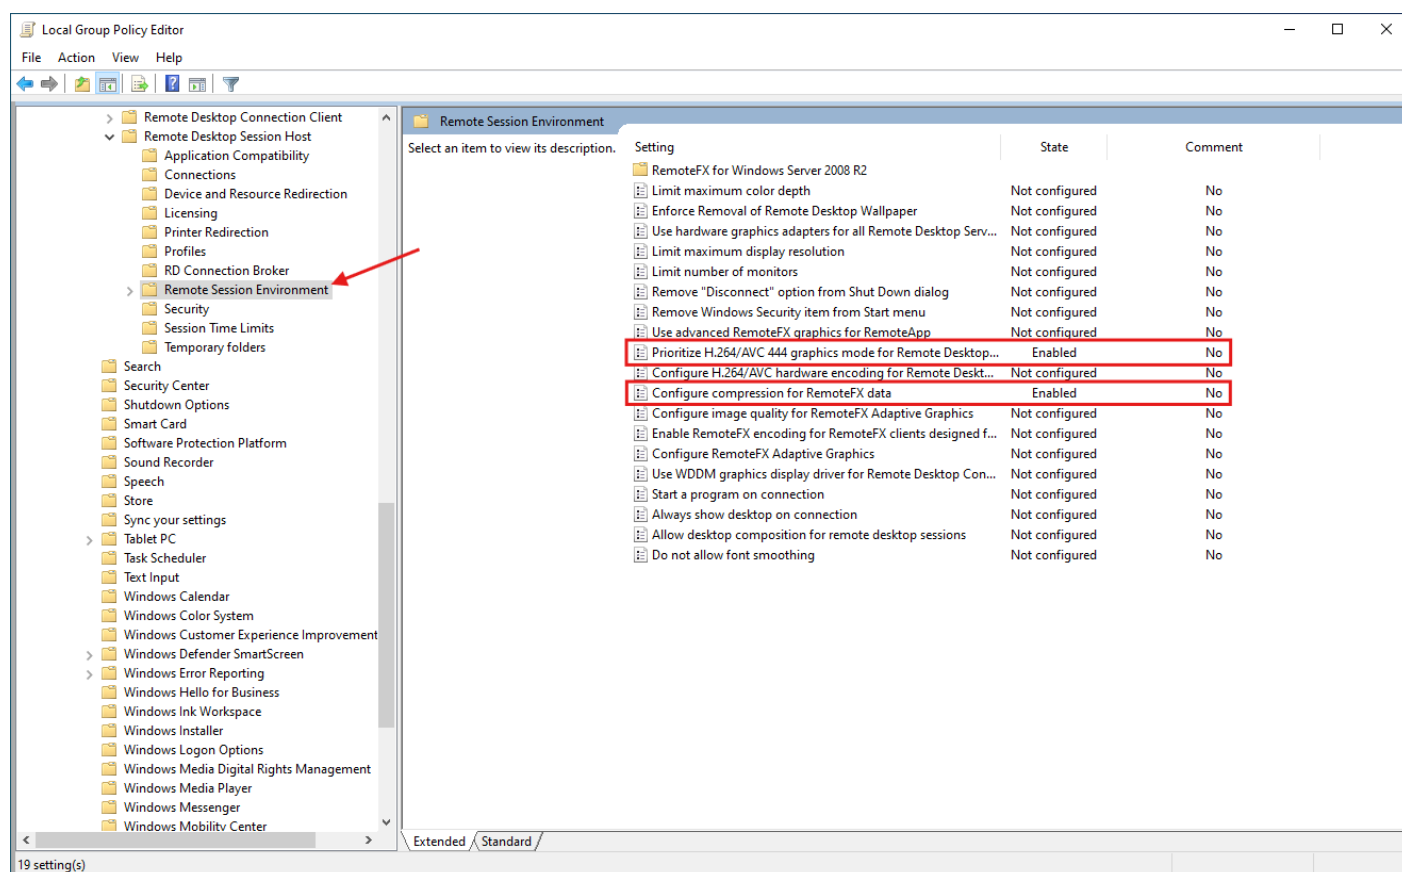 Local Group Policy Editor
File Action View Help
Remote Desktop Connection Client
Remote Desktop Session Host
Application Compatibility
Connections
Device and Resource Redirection
Licensing
Printer Redirection
Profiles
RD Connection Broker
Remote Session Environment
Security
Session Time Limits
Temporary folders
Search
Security Center
Shutdown Options
Smart Card
Software Protection Platform
Sound Recorder
Speech
Store
Sync your settings
Tablet PC
Task Scheduler
Text Input
Windows Calendar
Windows Color System
Windows Customer Experience Improvement
Windows Defender SmartScreen
Windows Error Reporting
Windows Hello for Business
Windows Ink Workspace
Windows Installer
Windows Logon Options
Windows Media Digital Rights Management
Windows Media Player
Windows Messenger
Windows Mobility Center
Remote Session Environment
Select an item to view its description.
Setting State Comment
RemoteFX for Windows Server 2008 R2
Limit maximum color depth Not configured No
Enforce Removal of Remote Desktop Wallpaper Not configured No
Use hardware graphics adapters for all Remote Desktop Serv... Not configured No
Limit maximum display resolution Not configured No
Limit number of monitors Not configured No
Remove "Disconnect" option from Shut Down dialog Not configured No
Remove Windows Security item from Start menu Not configured No
Use advanced RemoteFX graphics for RemoteApp Not configured No
Prioritize H.264/AVC 444 graphics mode for Remote Desktop... Enabled No
Configure H.264/AVC hardware encoding for Remote Deskt... Not configured No
Configure compression for RemoteFX data Enabled No
Configure image quality for RemoteFX Adaptive Graphics Not configured No
Enable RemoteFX encoding for RemoteFX clients designed f... Not configured No
Configure RemoteFX Adaptive Graphics Not configured No
Use WDDM graphics display driver for Remote Desktop Con... Not configured No
Start a program on connection Not configured No
Always show desktop on connection Not configured No
Allow desktop composition for remote desktop sessions Not configured No
Do not allow font smoothing Not configured No
Extended Standard
19 setting(s)